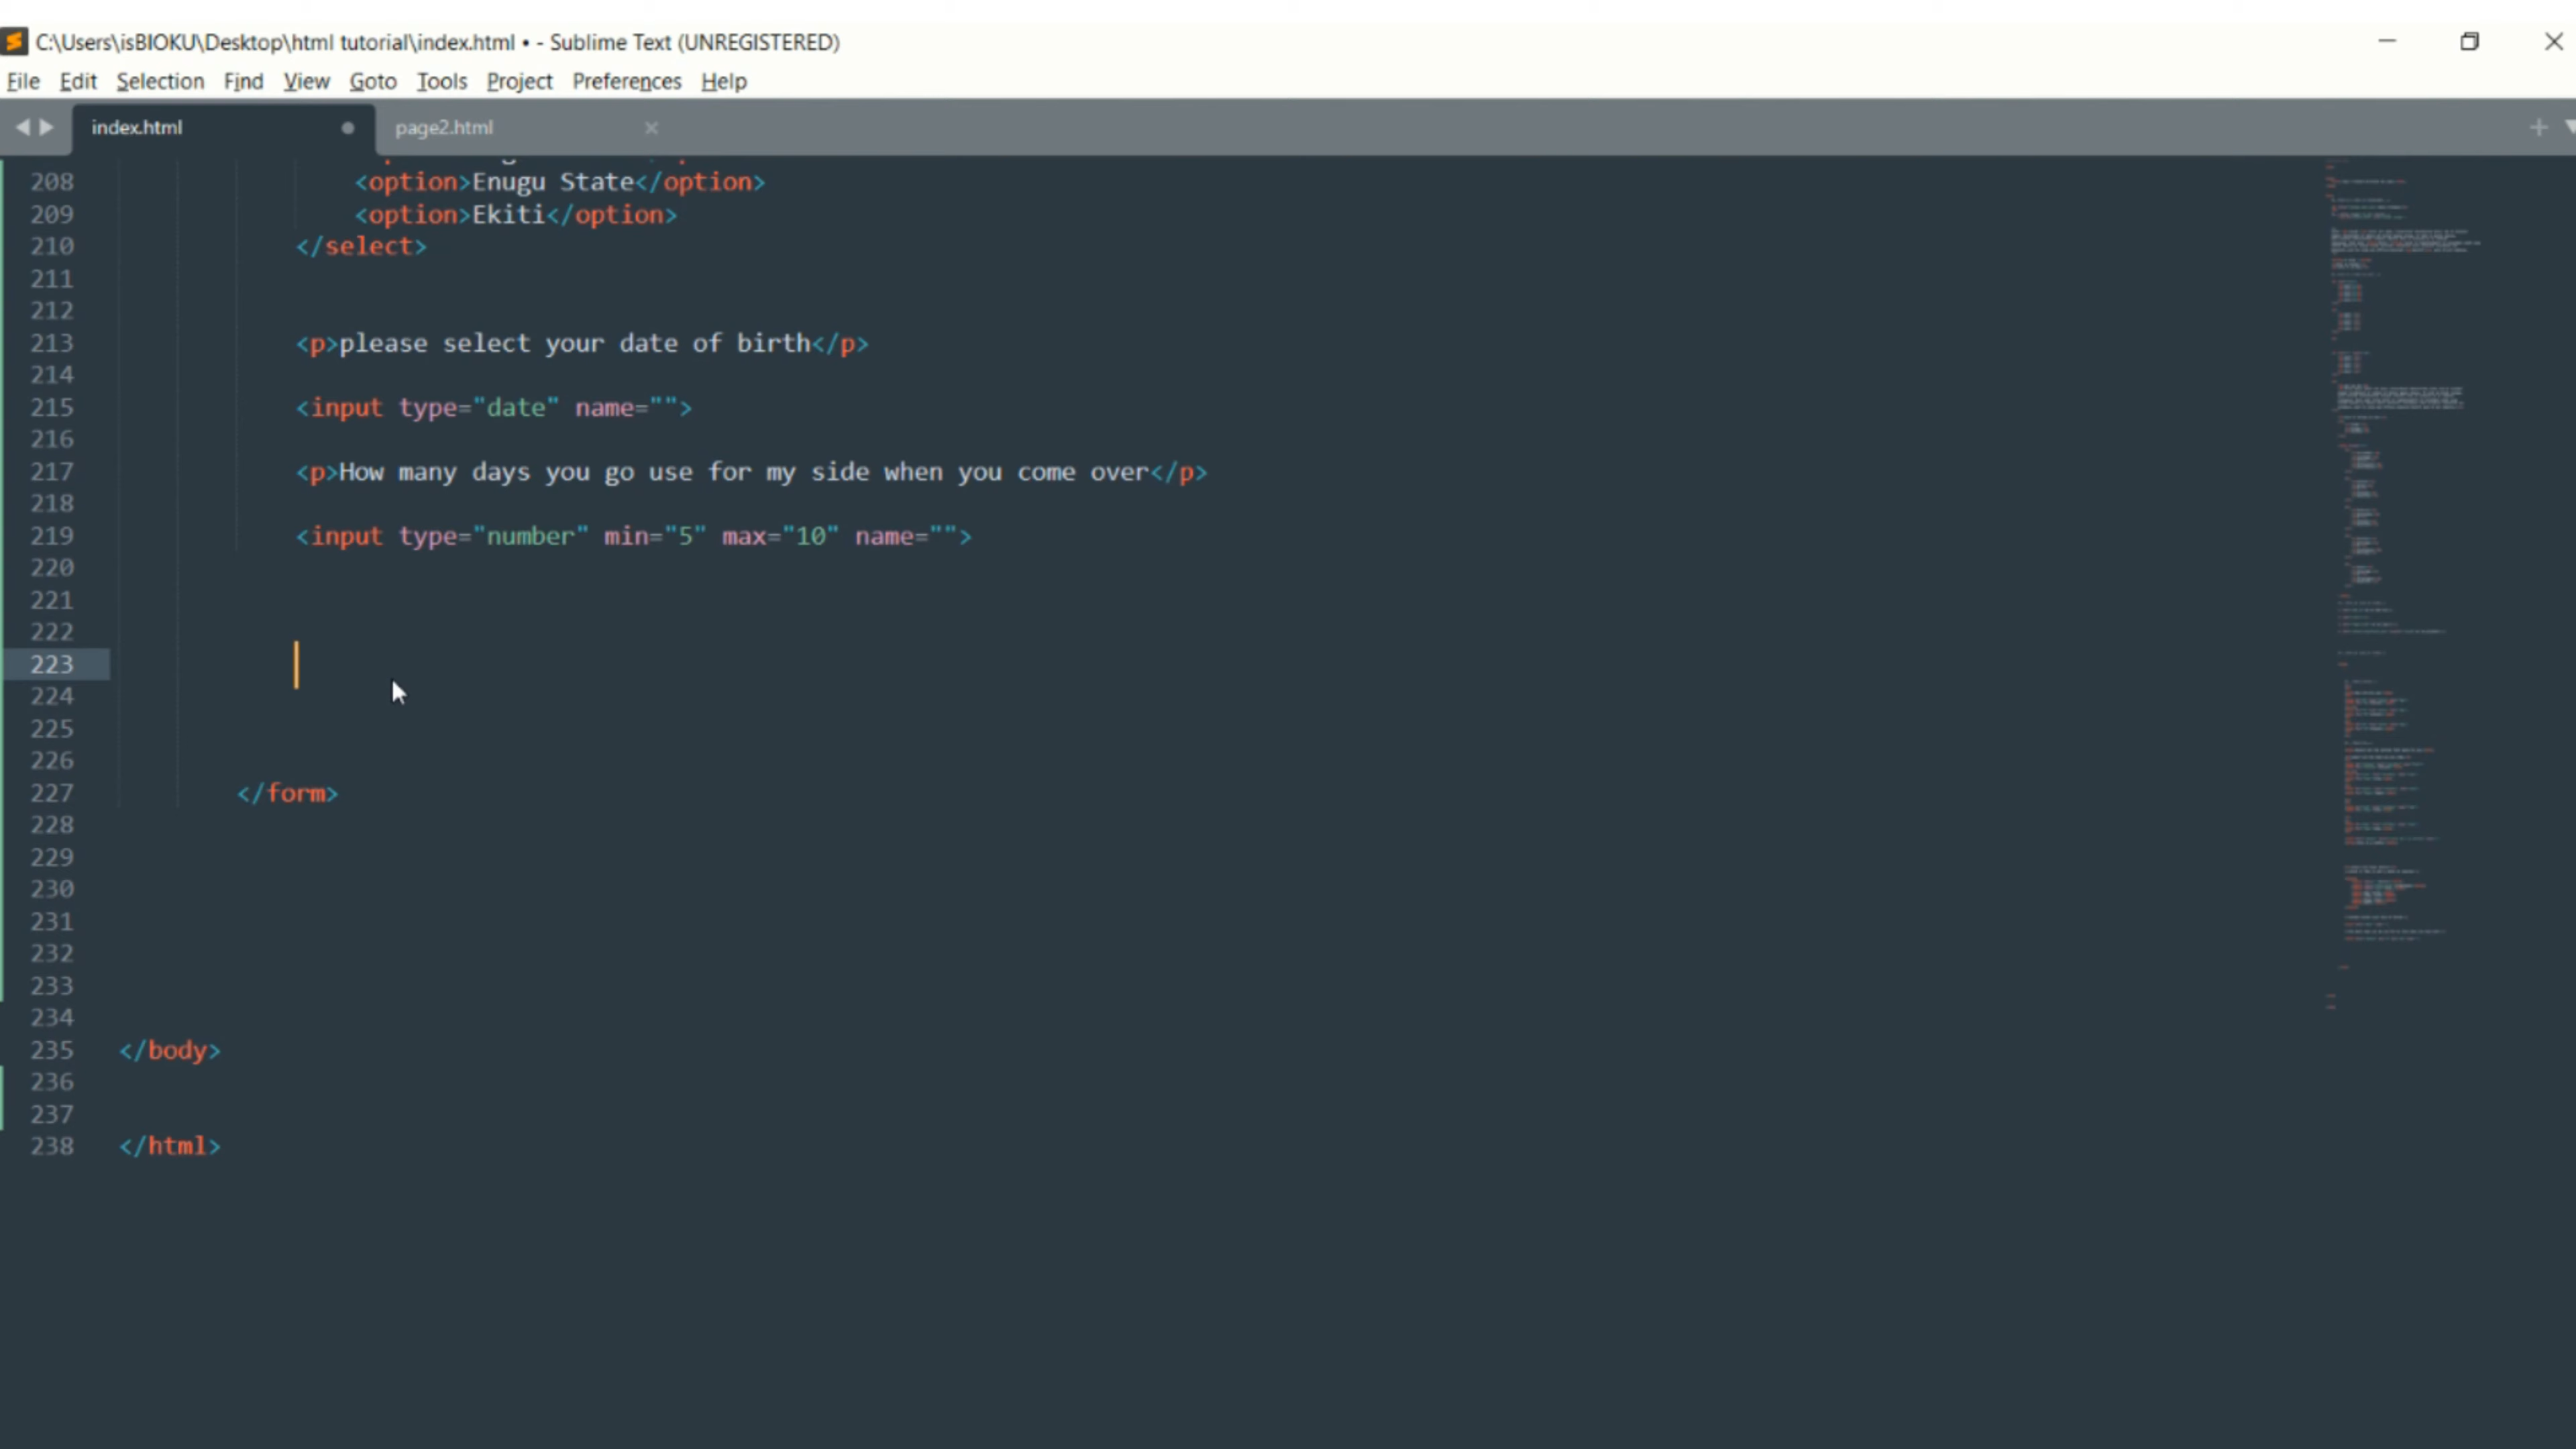 C:\Users\isBIOKU\Desktop\html tutorial\index.html • - Sublime Text (UNREGISTERED)
File Edit Selection Find View Goto Tools Project Preferences Help
index.html page2.html
208 <option>Enugu State</option>
209 <option>Ekiti</option>
210 </select>
211
212
213 <p>please select your date of birth</p>
214
215 <input type="date" name="">
216
217 <p>How many days you go use for my side when you come over</p>
218
219 <input type="number" min="5" max="10" name="">
220
221
222
223
224
225
226
227 </form>
228
229
230
231
232
233
234
235 </body>
236
237
238 </html>